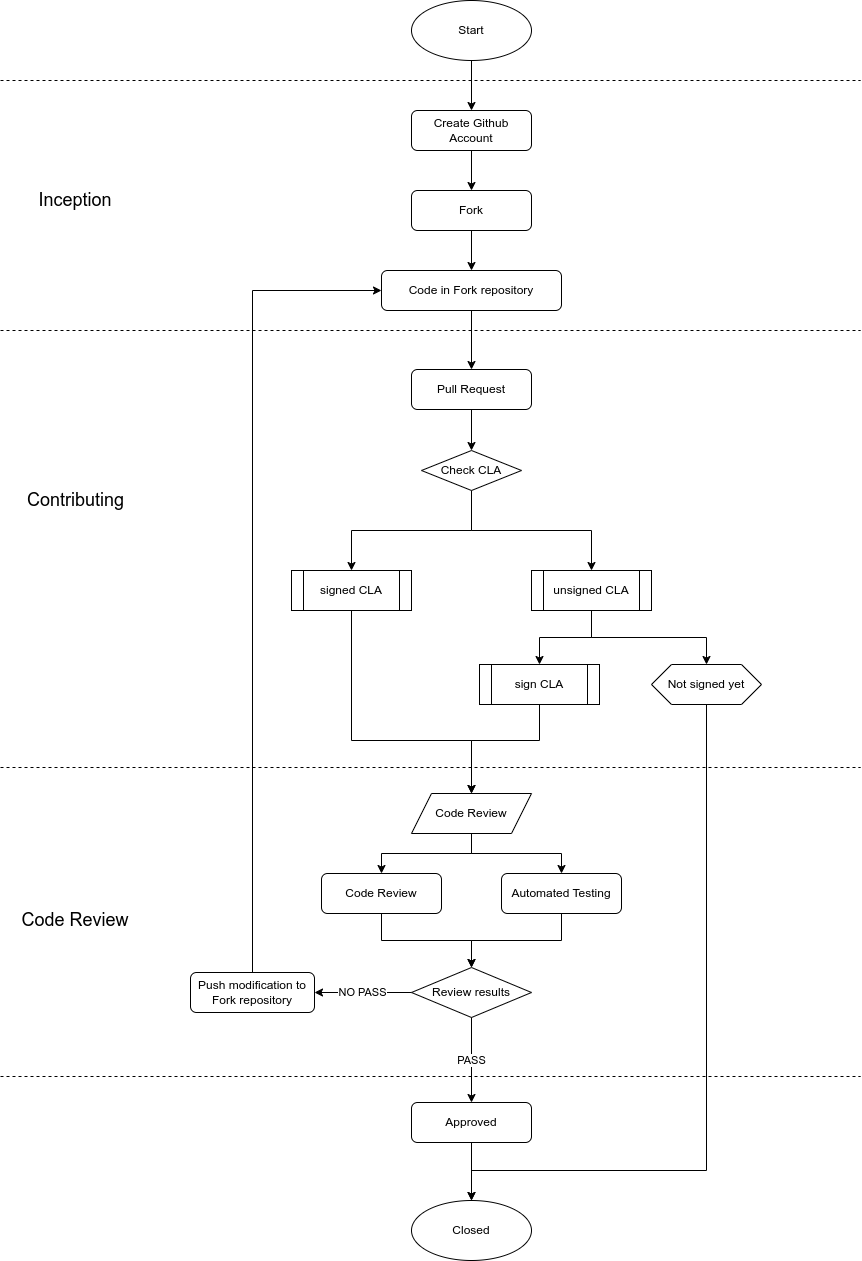 Start
Create Github
Account
Inception
Fork
Code in Fork repository
Pull Request
Check CLA
Contributing
signed CLA
unsigned CLA
sign CLA
Not signed yet
Code Review
Code Review
Automated Testing
Code Review
Push modification to
Fork repository
NO PASS
Review results
PASS
Approved
Closed